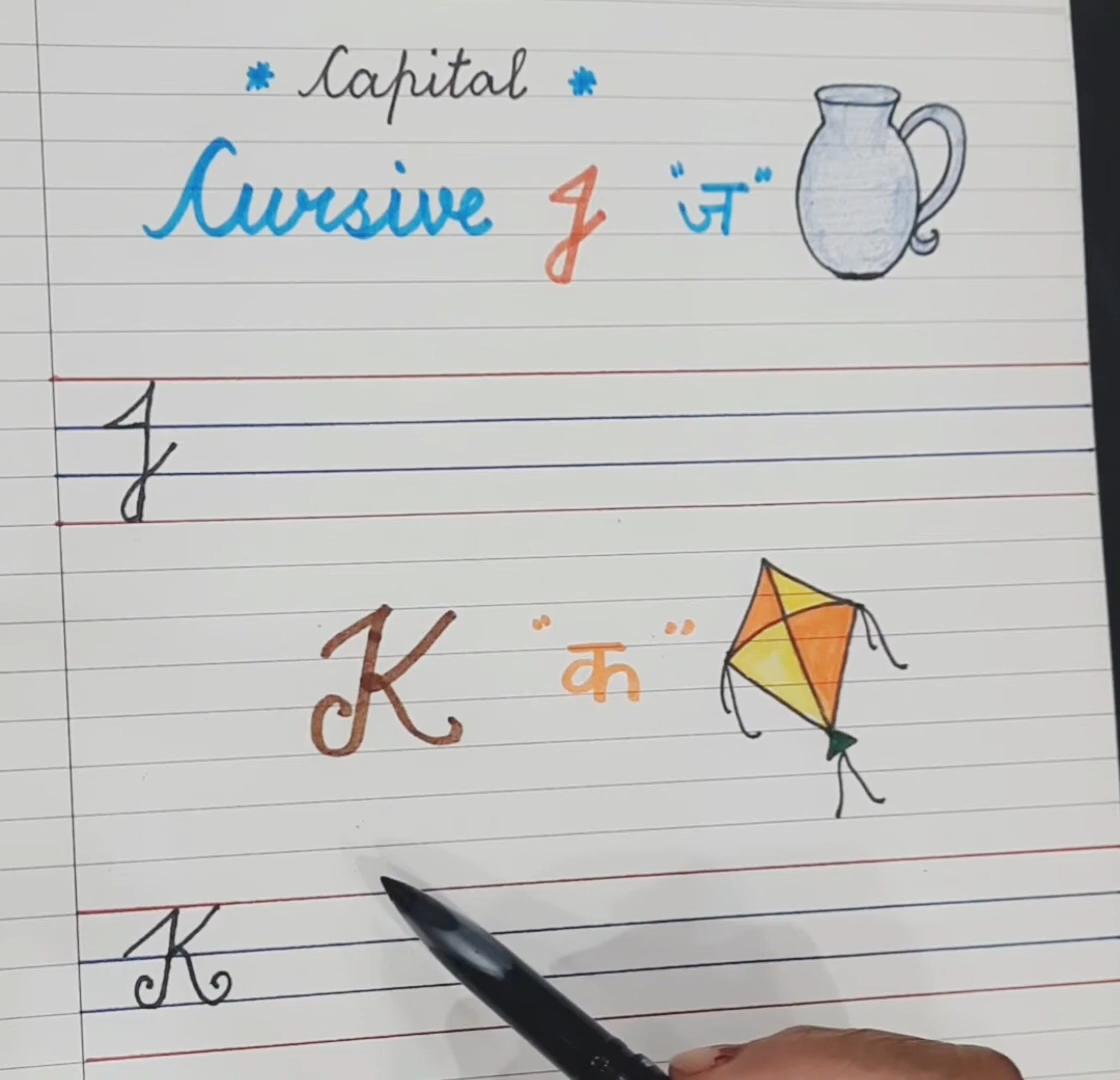 * Capital *
Cursive J "ज"
J
K "क"
K